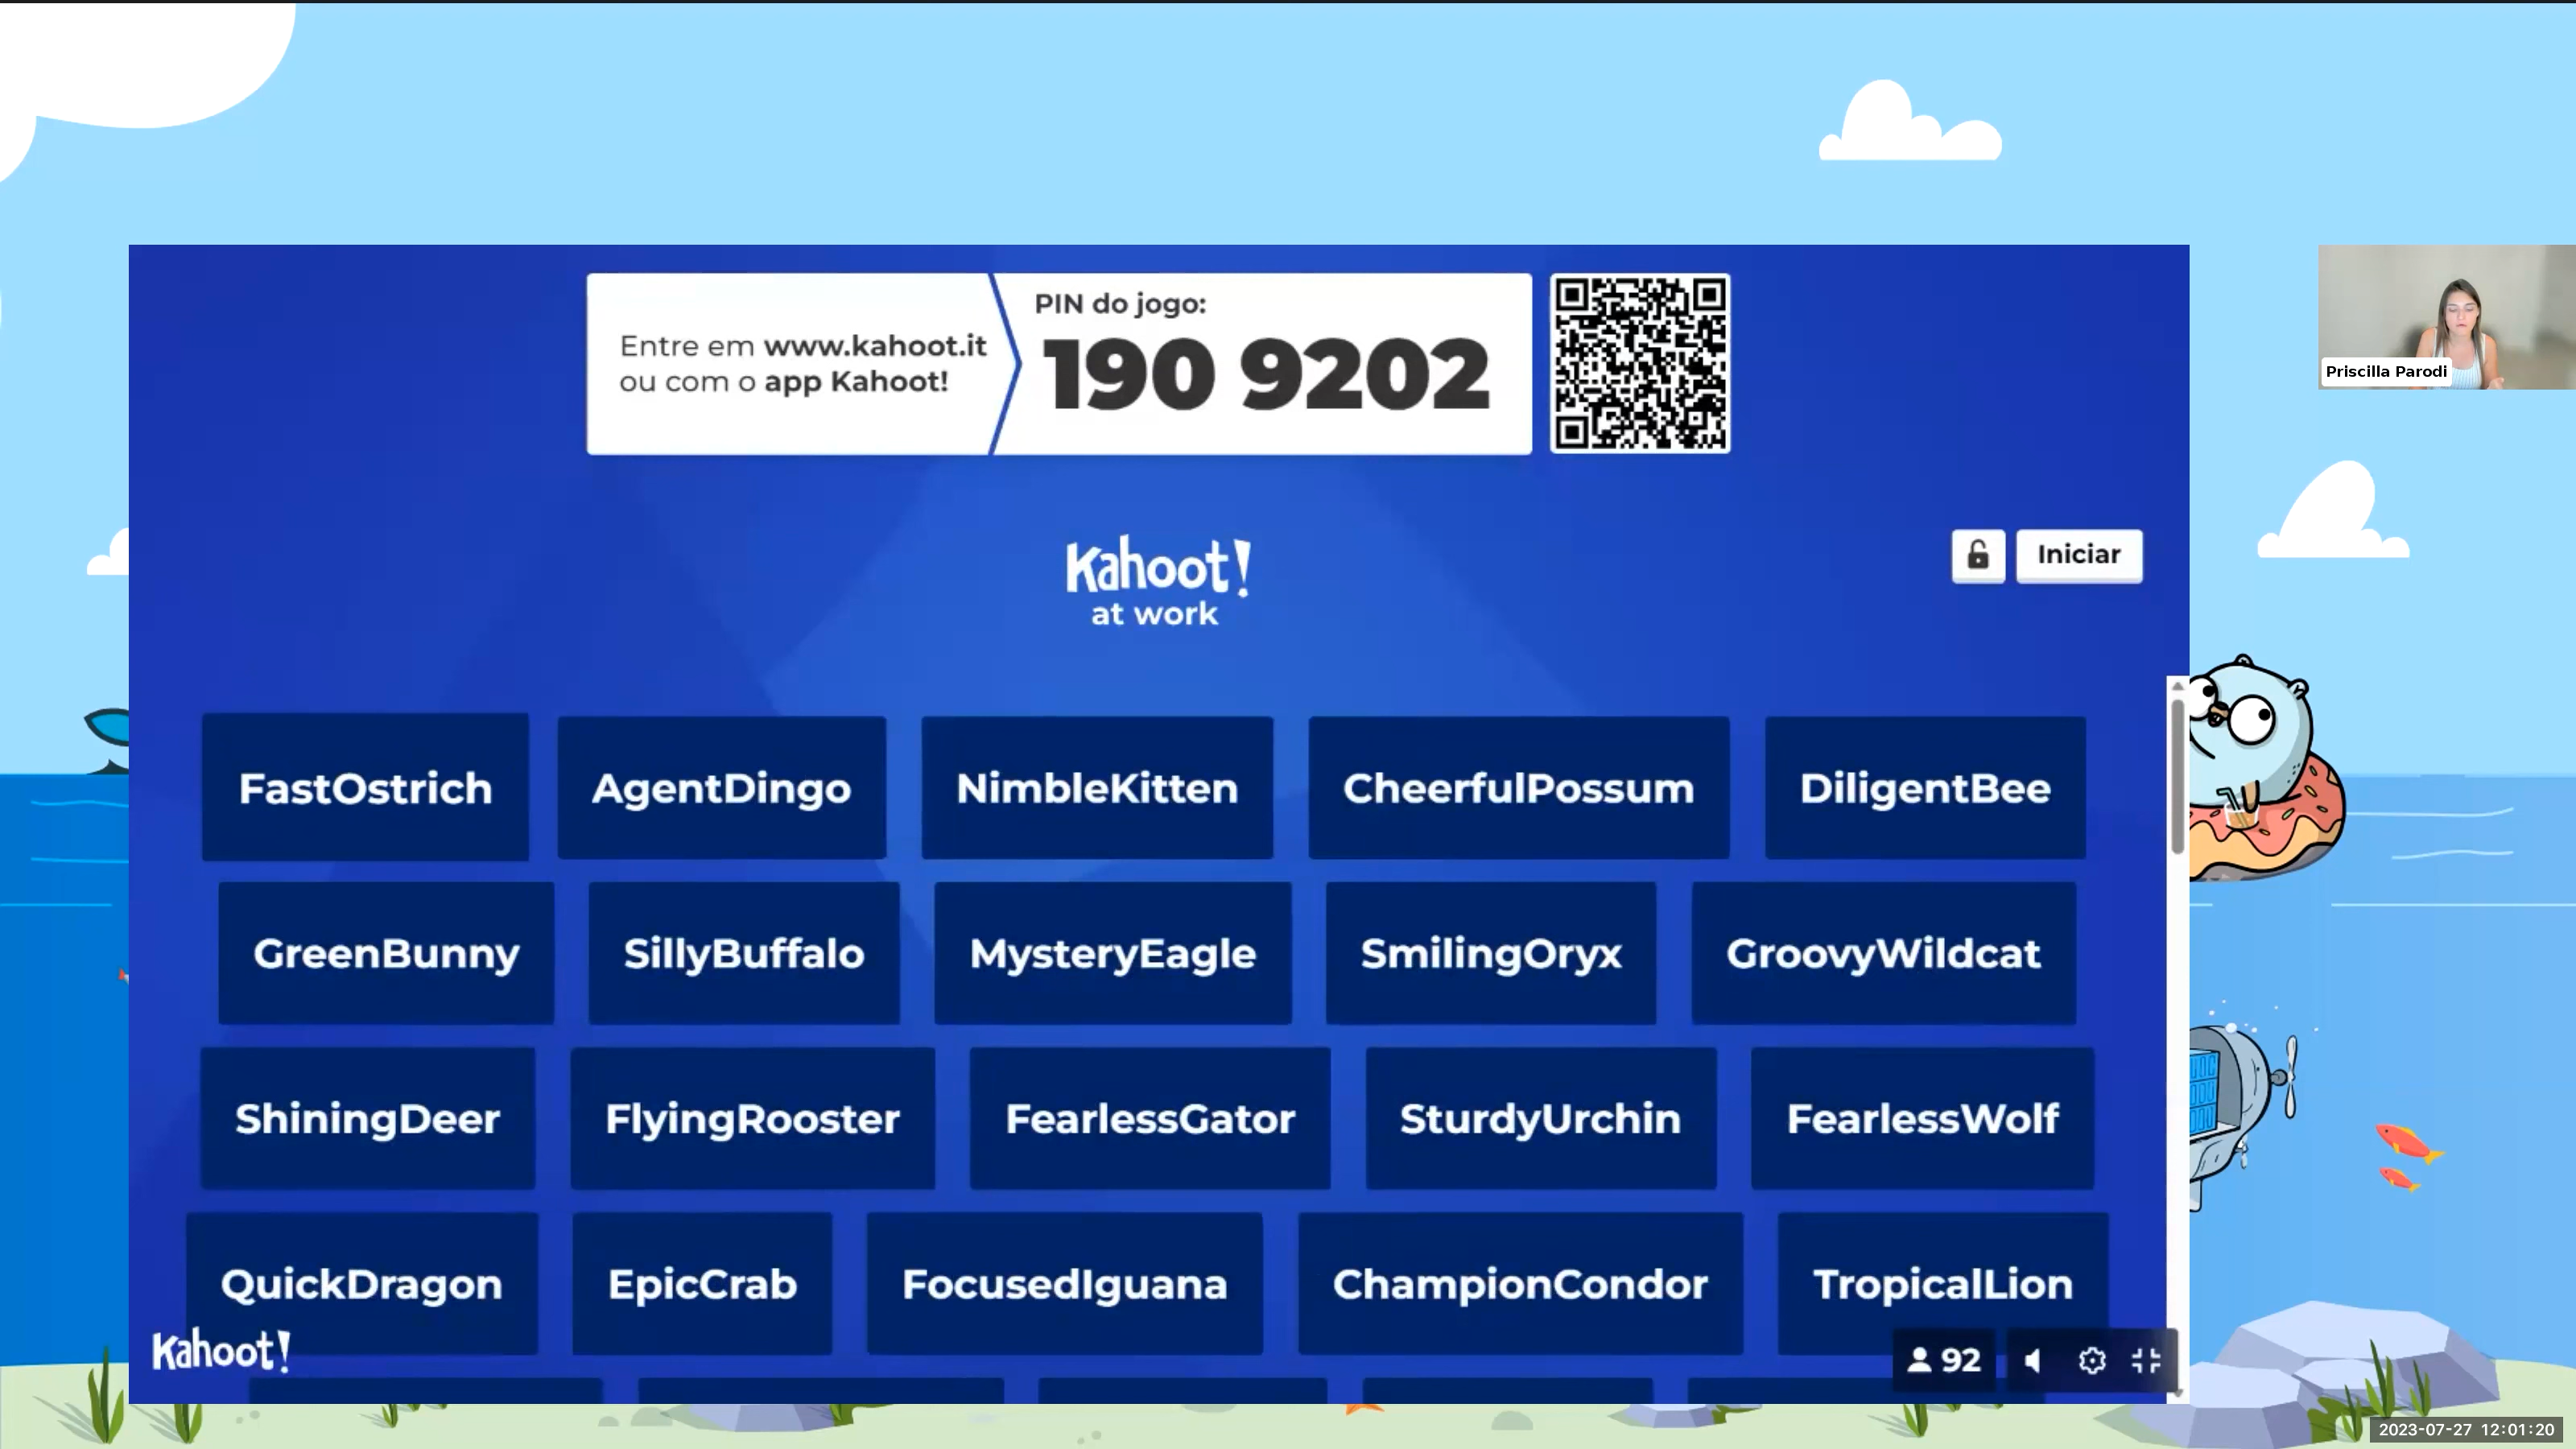 Entre em www.kahoot.it
ou com o app Kahoot!
PIN do jogo:
190 9202
Priscilla Parodi
Kahoot!
at work
Iniciar
FastOstrich AgentDingo NimbleKitten CheerfulPossum DiligentBee
GreenBunny SillyBuffalo MysteryEagle SmilingOryx GroovyWildcat
ShiningDeer FlyingRooster FearlessGator SturdyUrchin FearlessWolf
QuickDragon EpicCrab FocusedIguana ChampionCondor TropicalLion
Kahoot!
92
2023-07-27 12:01:20